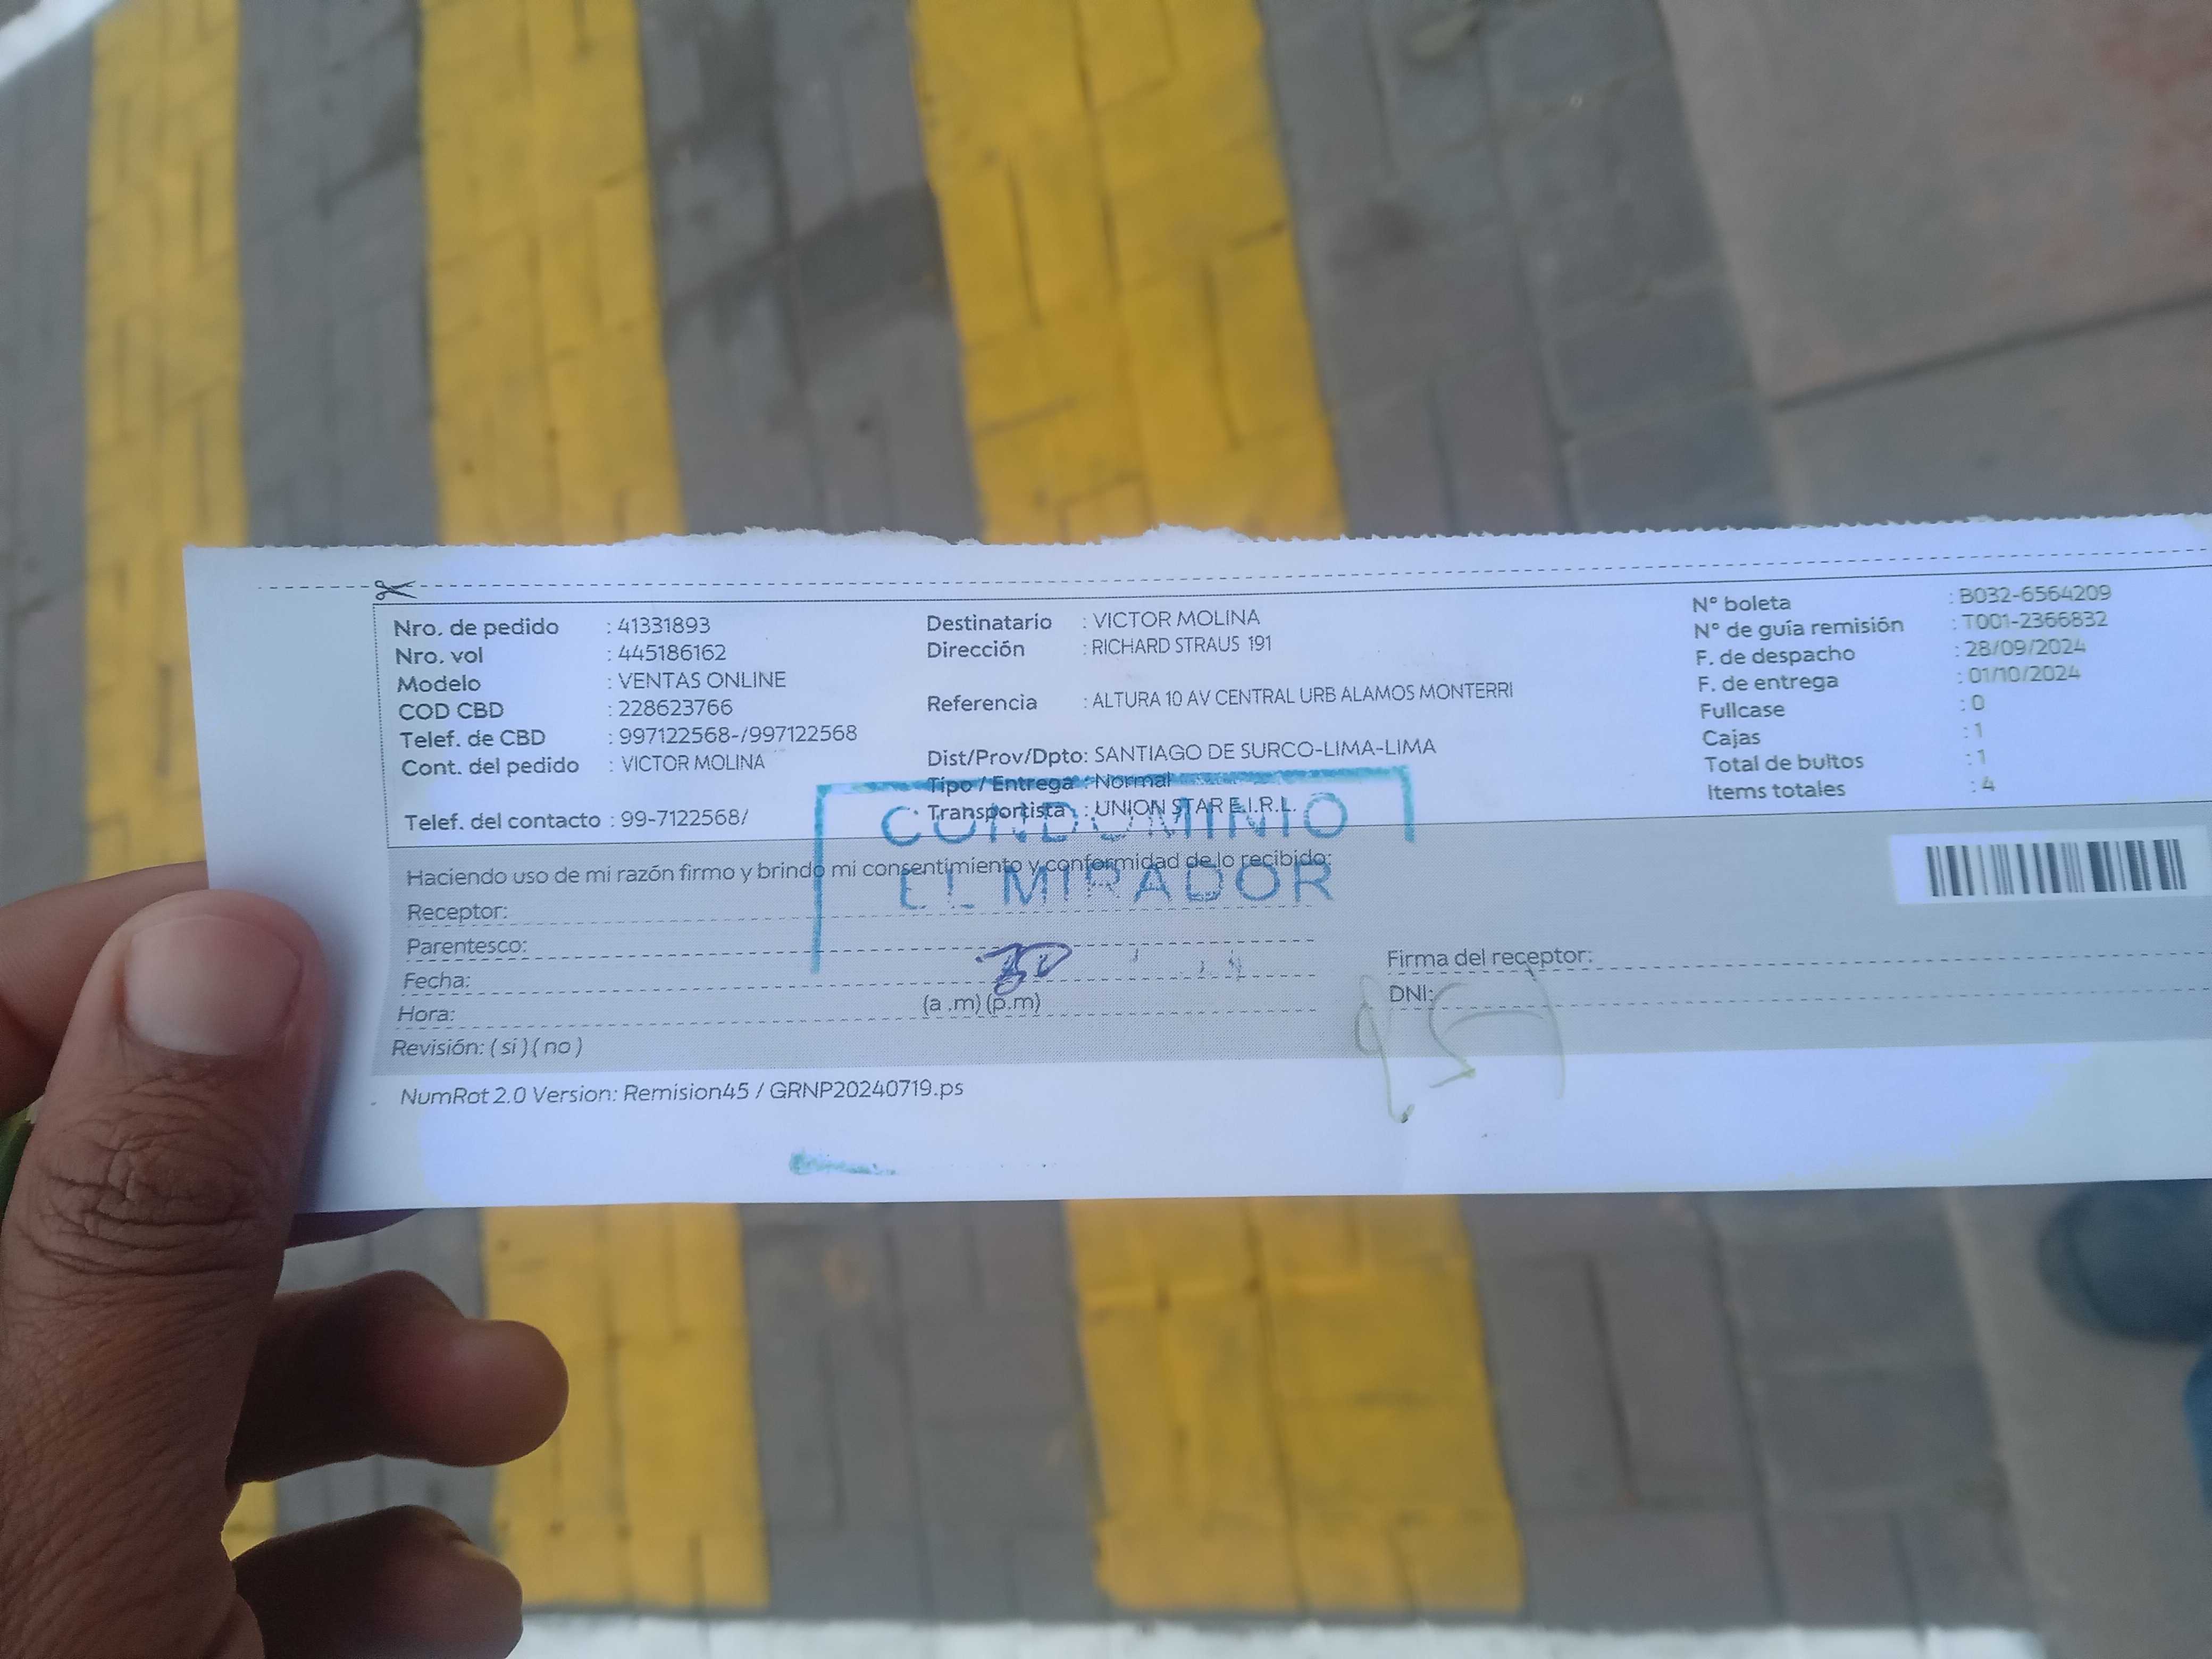 Nro. de pedido : 41331893
Nro. vol : 445186162
Modelo : VENTAS ONLINE
COD CBD : 228623766
Telef. de CBD : 997122568-/997122568
Cont. del pedido : VICTOR MOLINA
Telef. del contacto : 99-7122568/
Destinatario : VICTOR MOLINA
Dirección : RICHARD STRAUS 191
Referencia : ALTURA 10 AV CENTRAL URB ALAMOS MONTERRI
Dist/Prov/Dpto: SANTIAGO DE SURCO-LIMA-LIMA
Tipo / Entrega : Normal
Transportista : UNION STAR E.I.R.L.
N° boleta : B032-6564209
N° de guía remisión : T001-2366832
F. de despacho : 28/09/2024
F. de entrega : 01/10/2024
Fullcase : 0
Cajas : 1
Total de bultos : 1
Items totales : 4
CONDOMINIO
EL MIRADOR
Haciendo uso de mi razón firmo y brindo mi consentimiento y conformidad de lo recibido:
Receptor:
Parentesco:
Fecha:
Hora: (a .m) (p.m)
Revisión: ( si ) ( no )
Firma del receptor:
DNI:
NumRot 2.0 Version: Remision45 / GRNP20240719.ps